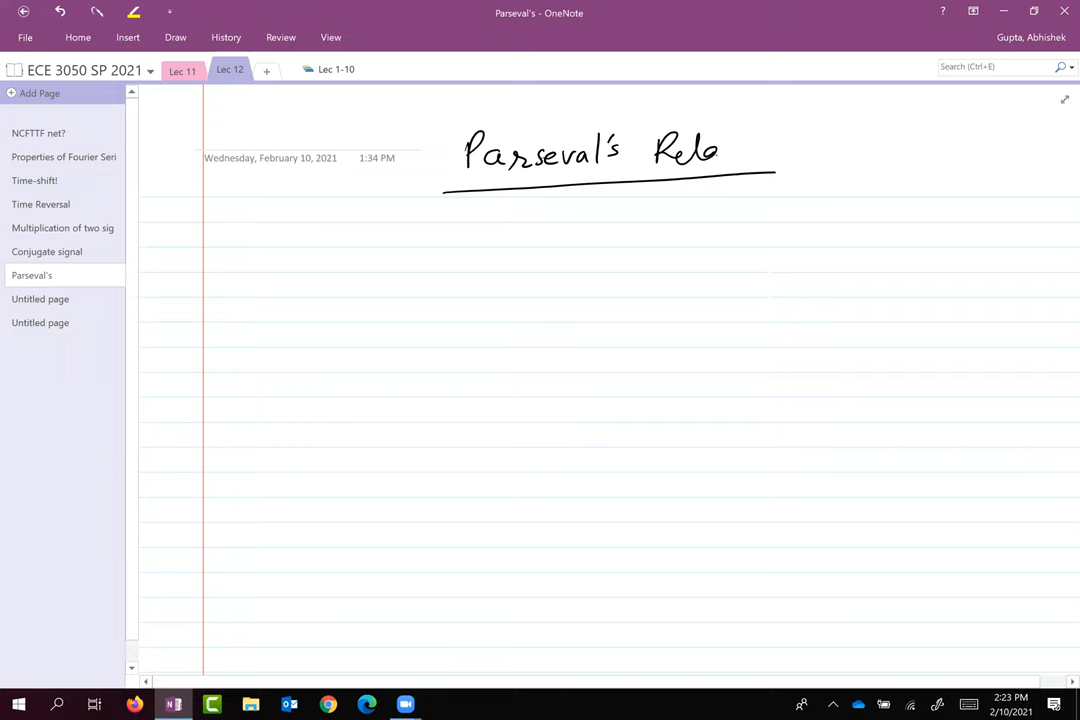 Parseval's - OneNote
?
Gupta, Abhishek
File Home Insert Draw History Review View
ECE 3050 SP 2021 Lec 11 Lec 12 + Lec 1-10
Search (Ctrl+E)
Add Page
NCFTTF net?
Properties of Fourier Seri
Time-shift!
Time Reversal
Multiplication of two sig
Conjugate signal
Parseval's
Untitled page
Untitled page
Wednesday, February 10, 2021 1:34 PM
Parseval's Rela
2:23 PM
2/10/2021